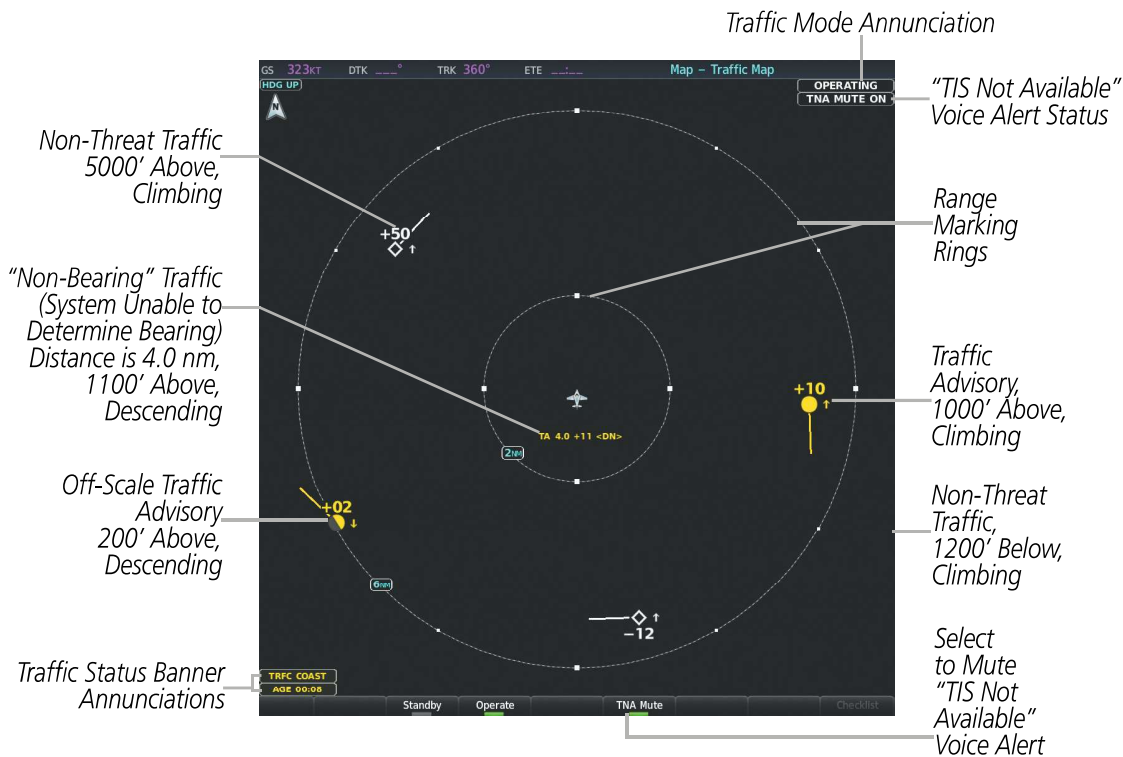 Traffic Mode Annunciation
GS 323KT DTK ___° TRK 360° ETE __:__ Map – Traffic Map
HDG UP
N
OPERATING
TNA MUTE ON
"TIS Not Available"
Voice Alert Status
Non-Threat Traffic
5000' Above,
Climbing
Range
Marking
Rings
+50
"Non-Bearing" Traffic
(System Unable to
Determine Bearing)
Distance is 4.0 nm,
1100' Above,
Descending
Traffic
Advisory,
1000' Above,
Climbing
+10
TA 4.0 +11 <DN>
2NM
Off-Scale Traffic
Advisory
200' Above,
Descending
+02
Non-Threat
Traffic,
1200' Below,
Climbing
6NM
−12
Traffic Status Banner
Annunciations
TRFC COAST
AGE 00:08
Standby Operate TNA Mute Checklist
Select
to Mute
"TIS Not
Available"
Voice Alert